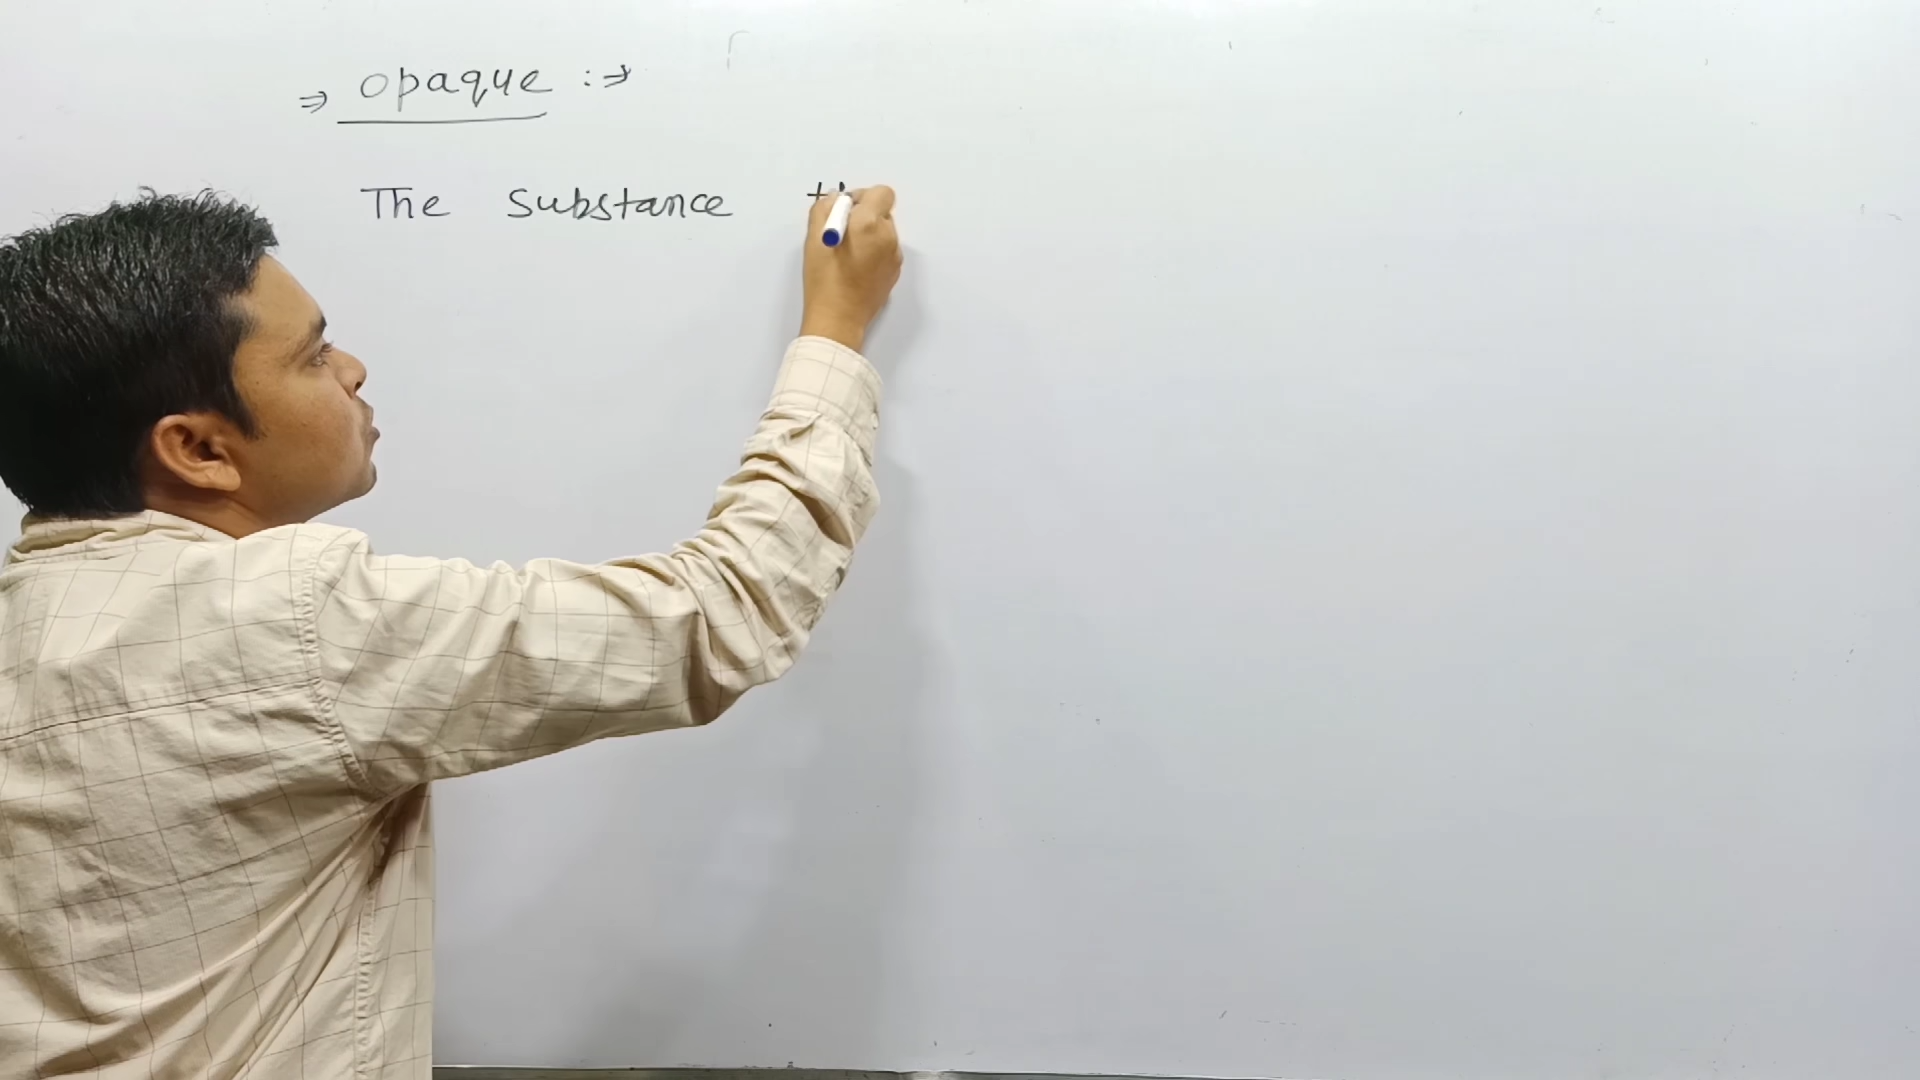 ⇒ opaque :⇒
The Substance